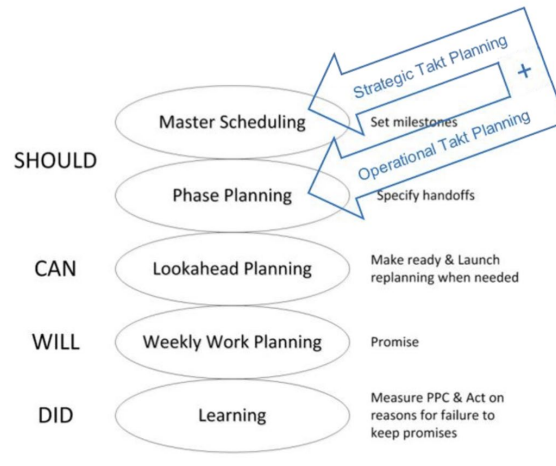 Strategic Takt Planning
+
Master Scheduling
Set milestones
SHOULD
Operational Takt Planning
Phase Planning
Specify handoffs
CAN
Lookahead Planning
Make ready & Launch
replanning when needed
WILL
Weekly Work Planning
Promise
DID
Learning
Measure PPC & Act on
reasons for failure to
keep promises